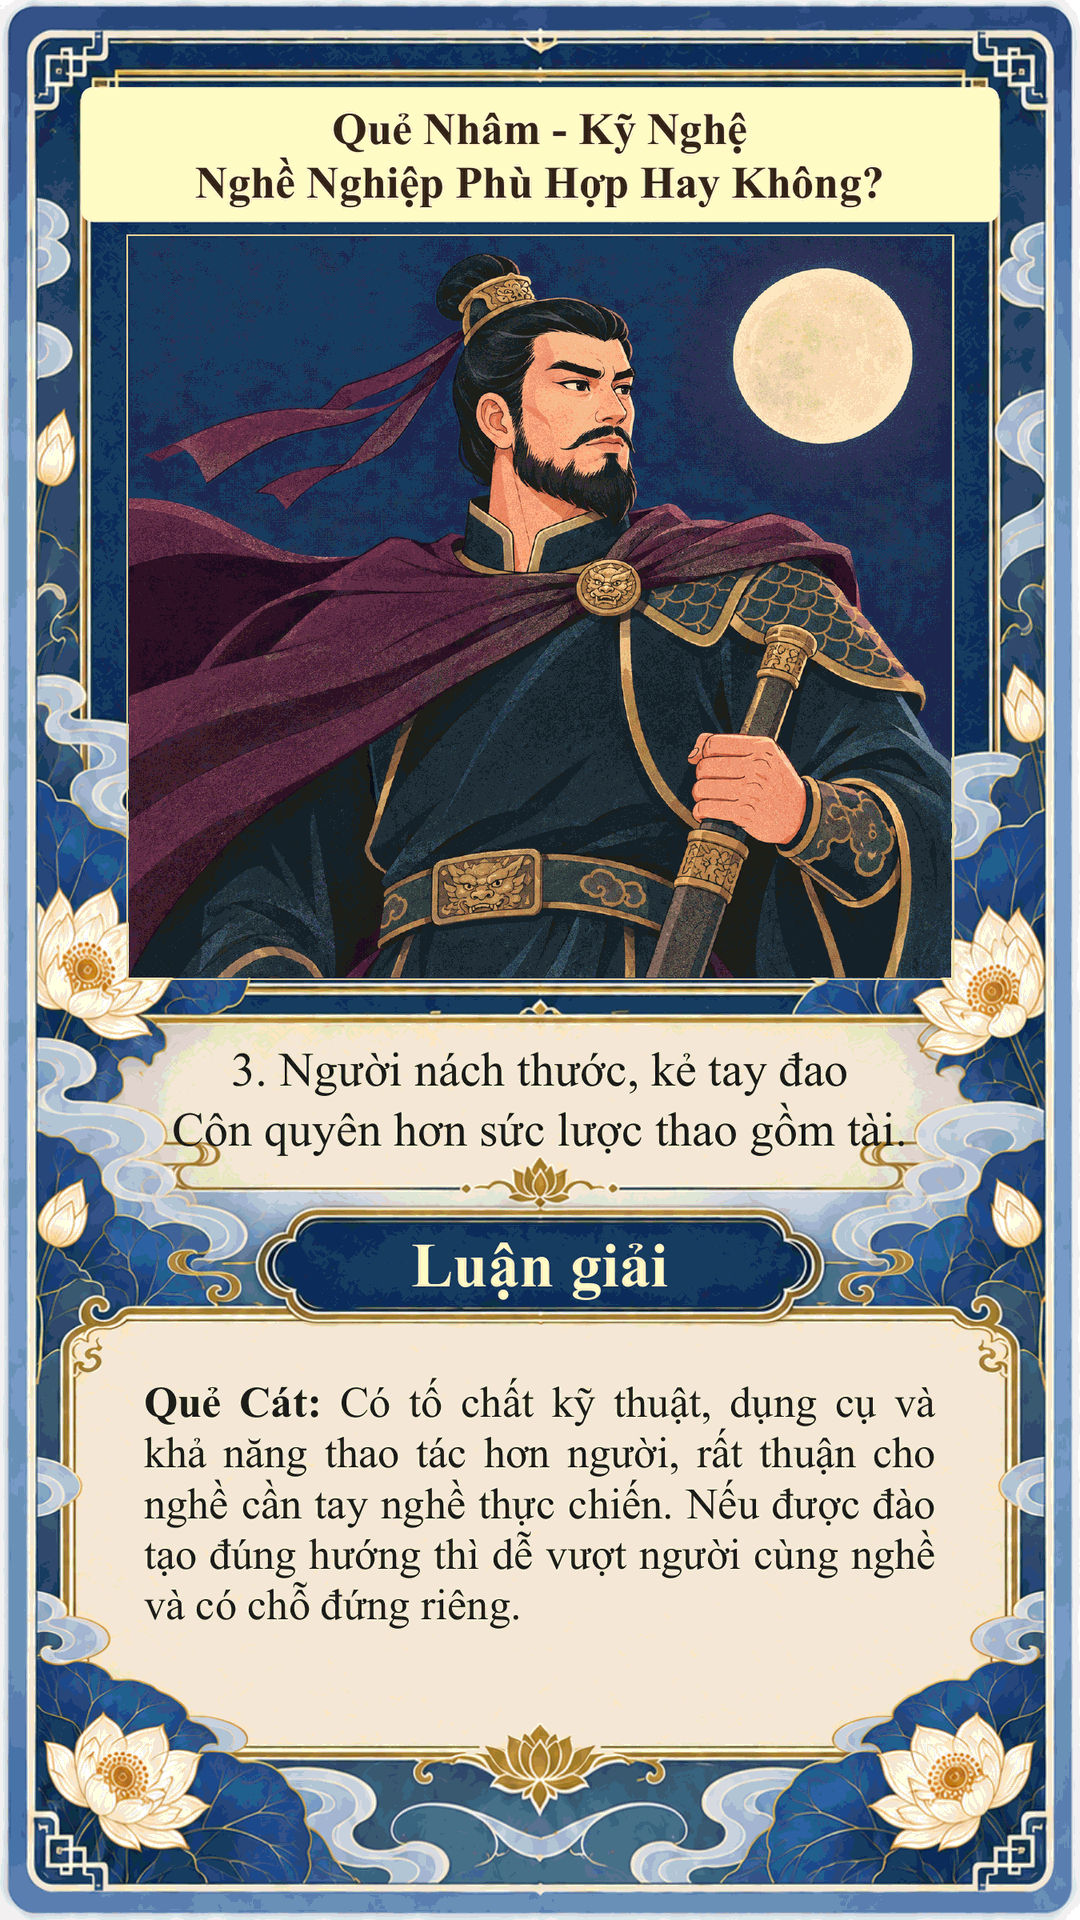 Quẻ Nhâm - Kỹ Nghệ
Nghề Nghiệp Phù Hợp Hay Không?
3. Người nách thước, kẻ tay đao
Côn quyên hơn sức lược thao gồm tài.
Luận giải
Quẻ Cát: Có tố chất kỹ thuật, dụng cụ và
khả năng thao tác hơn người, rất thuận cho
nghề cần tay nghề thực chiến. Nếu được đào
tạo đúng hướng thì dễ vượt người cùng nghề
và có chỗ đứng riêng.